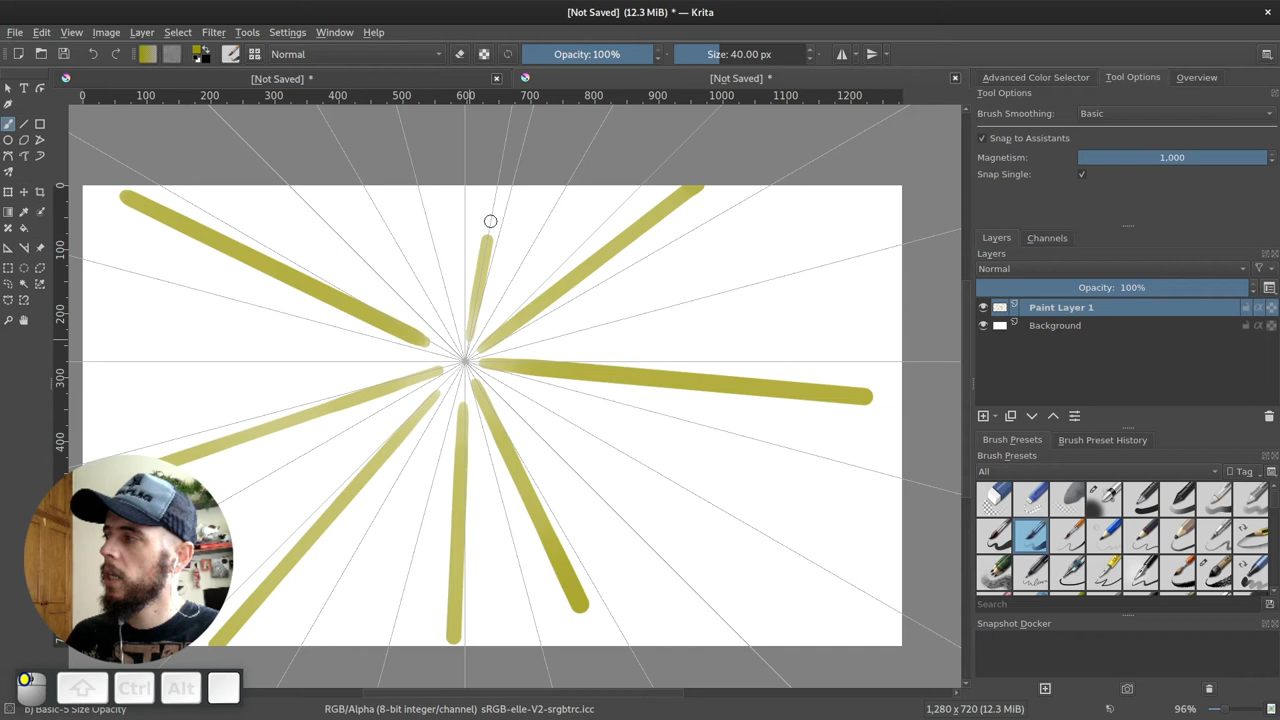 [Not Saved] (12.3 MiB) * — Krita
File Edit View Image Layer Select Filter Tools Settings Window Help
Normal Opacity: 100% Size: 40.00 px
[Not Saved] * [Not Saved] *
0 100 200 300 400 500 600 700 800 900 1000 1100 1200
0
100
200
300
400
Advanced Color Selector Tool Options Overview
Tool Options
Brush Smoothing: Basic
Snap to Assistants
Magnetism: 1,000
Snap Single:
Layers Channels
Layers
Normal
Opacity: 100%
Paint Layer 1
Background
Brush Presets Brush Preset History
Brush Presets
All Tag
Search
Snapshot Docker
Ctrl Alt
b) Basic-5 Size Opacity RGB/Alpha (8-bit integer/channel) sRGB-elle-V2-srgbtrc.icc 1,280 x 720 (12.3 MiB) 96%